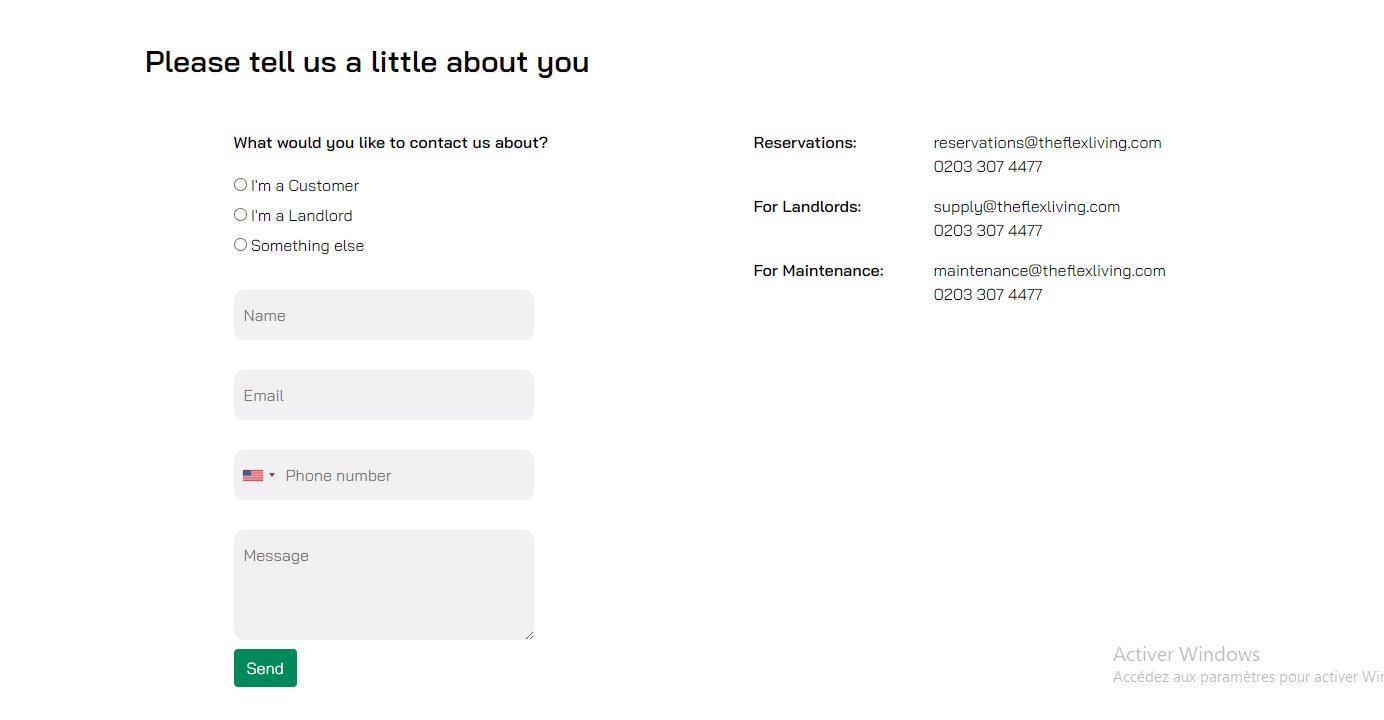 Please tell us a little about you
What would you like to contact us about?
I'm a Customer
I'm a Landlord
Something else
Name
Email
Phone number
Message
Send
Reservations: reservations@theflexliving.com
0203 307 4477
For Landlords: supply@theflexliving.com
0203 307 4477
For Maintenance: maintenance@theflexliving.com
0203 307 4477
Activer Windows
Accédez aux paramètres pour activer